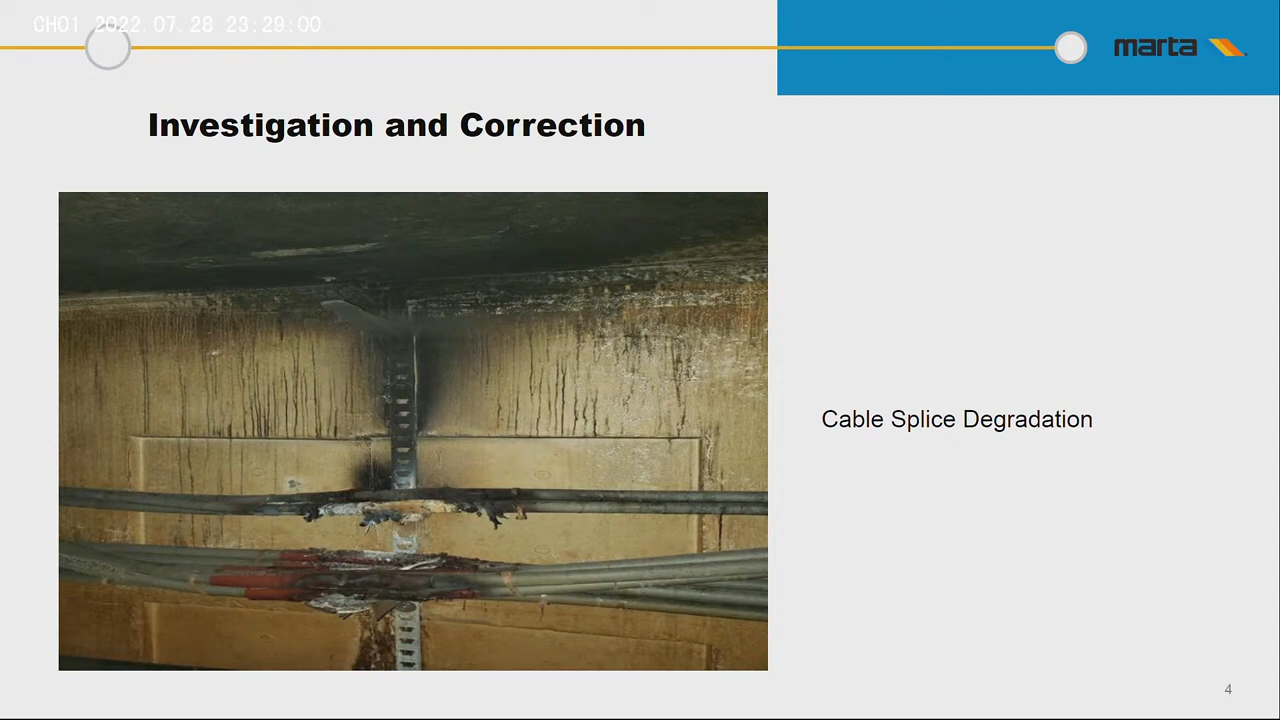 CH01 2022.07.28 23:29:00
marta
Investigation and Correction
Cable Splice Degradation
4